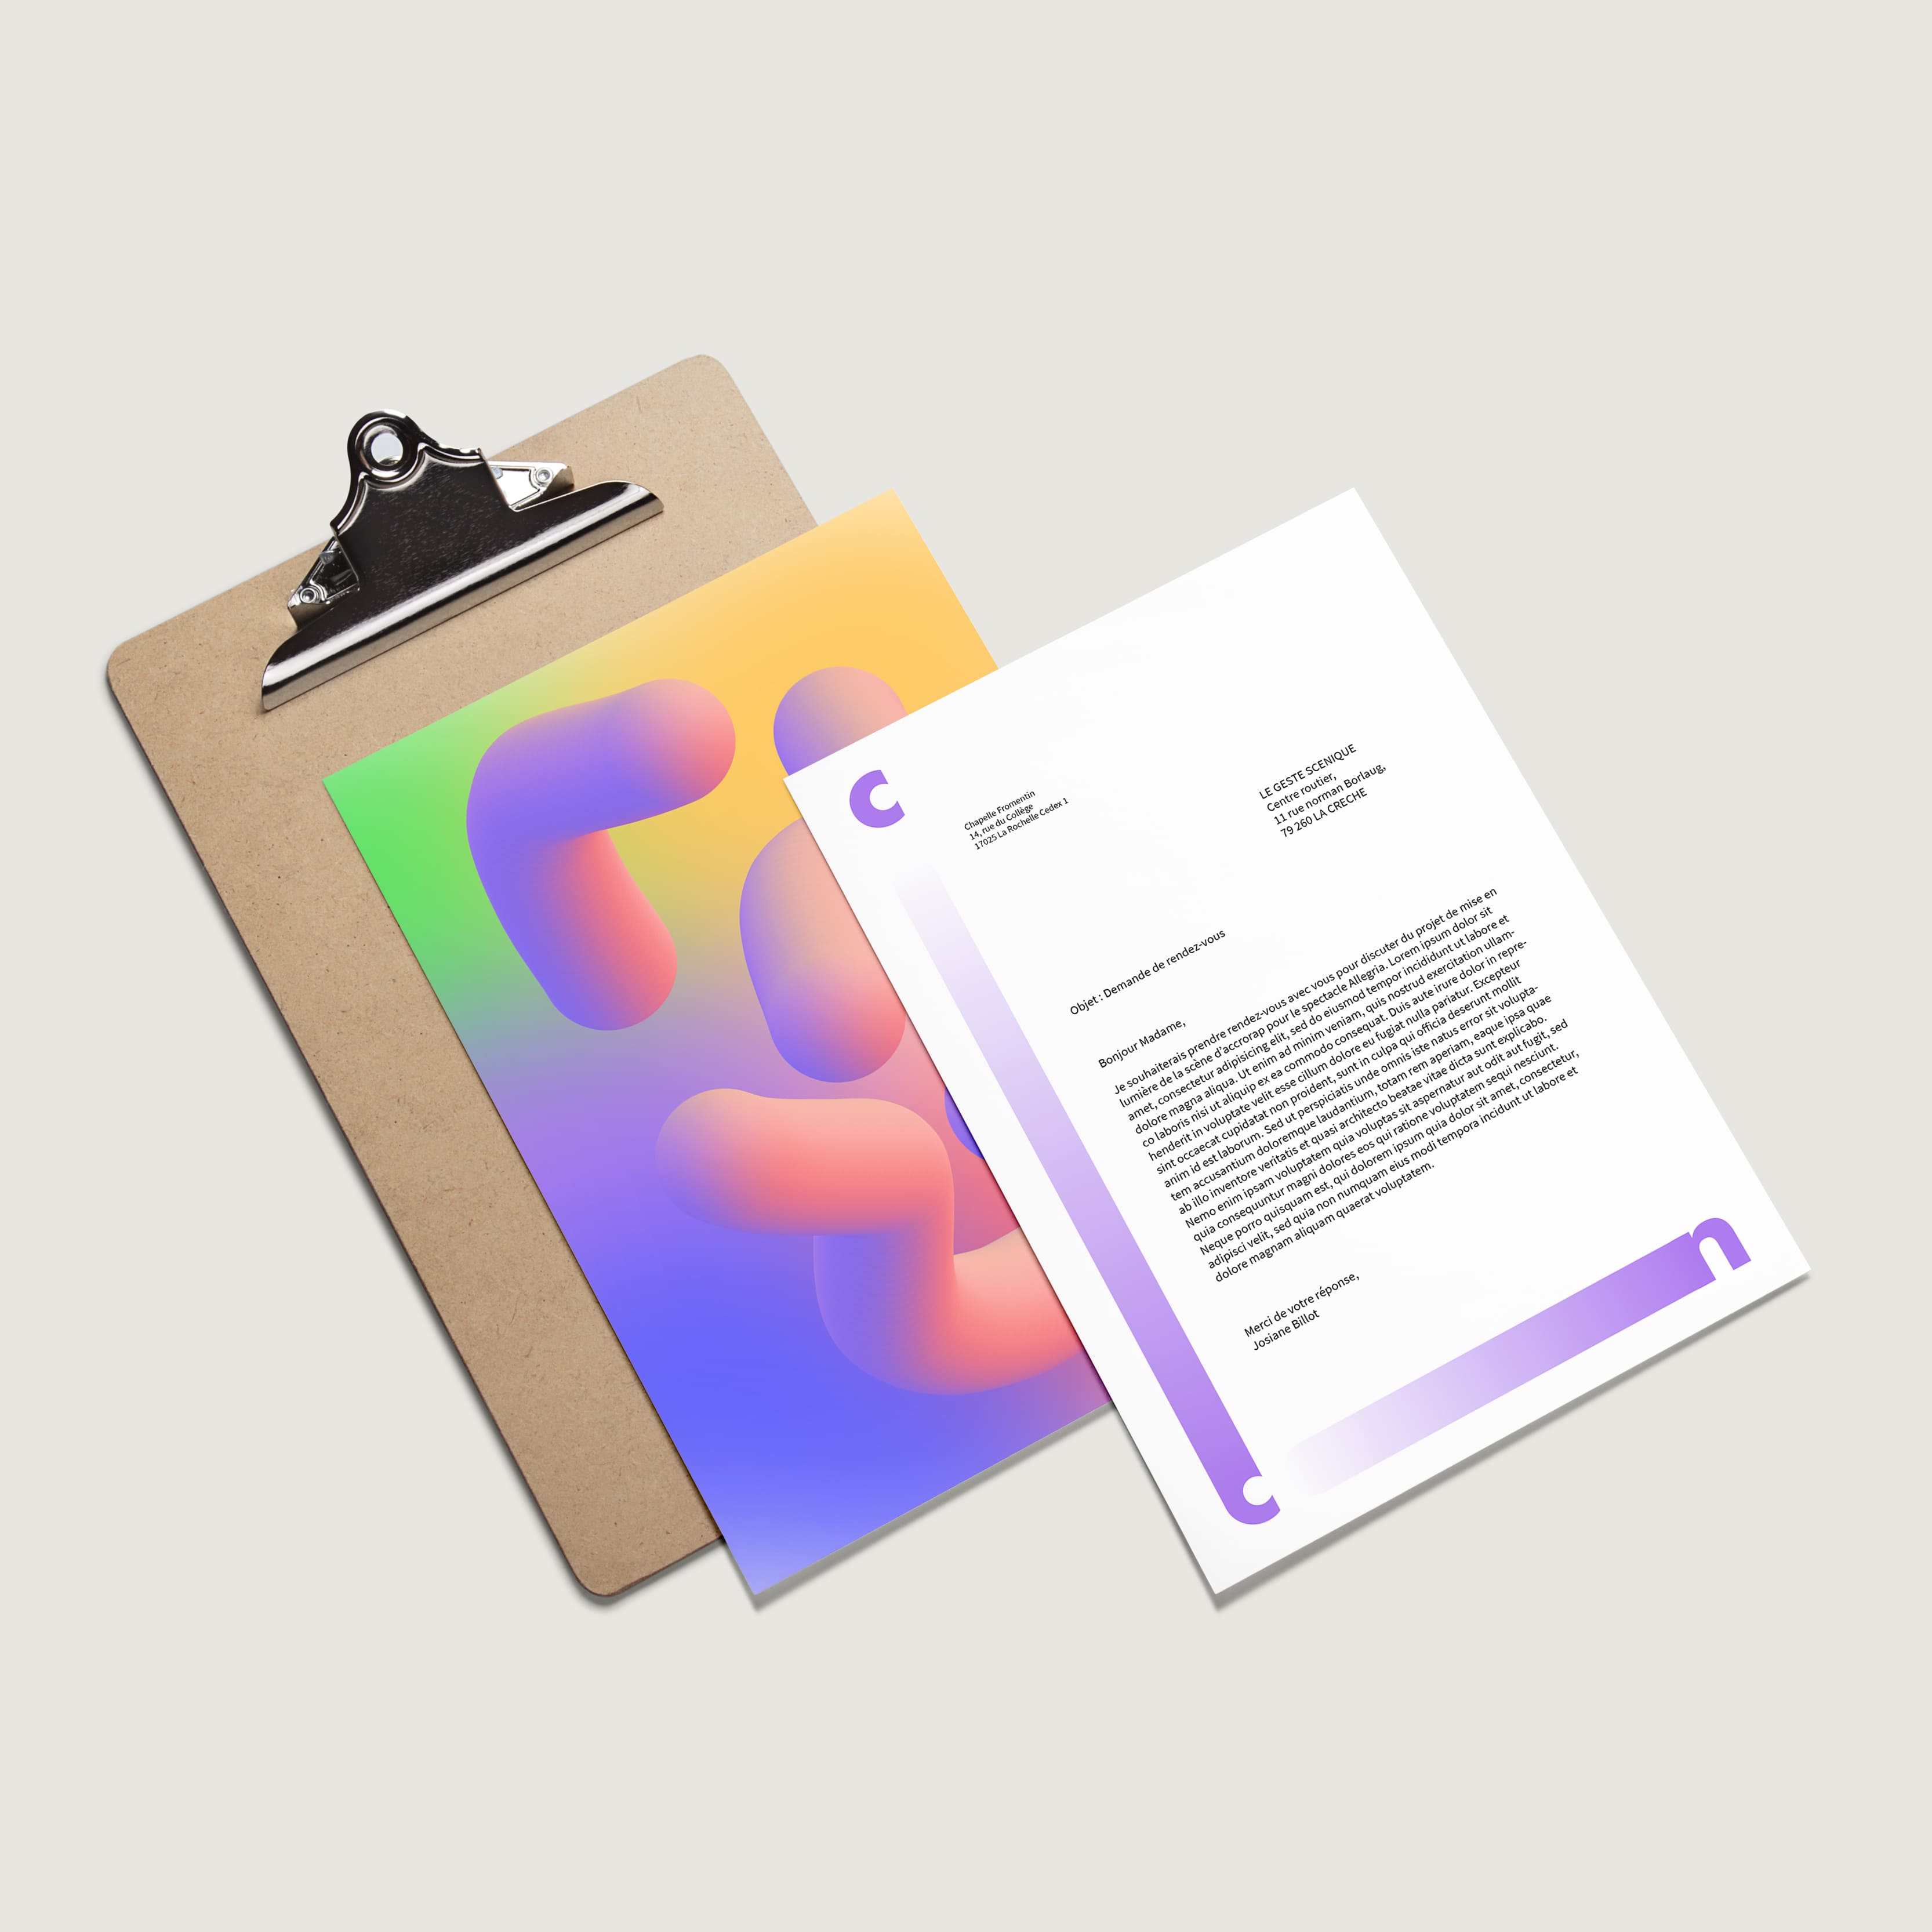 c
Chapelle Fromentin
14, rue du Collège
17025 La Rochelle Cedex 1
LE GESTE SCENIQUE
Centre routier,
11 rue norman Borlaug,
79 260 LA CRECHE
Objet : Demande de rendez-vous
Bonjour Madame,
Je souhaiterais prendre rendez-vous avec vous pour discuter du projet de mise en
lumière de la scène d'accrorap pour le spectacle Allegria. Lorem ipsum dolor sit
amet, consectetur adipisicing elit, sed do eiusmod tempor incididunt ut labore et
dolore magna aliqua. Ut enim ad minim veniam, quis nostrud exercitation ullam-
co laboris nisi ut aliquip ex ea commodo consequat. Duis aute irure dolor in repre-
henderit in voluptate velit esse cillum dolore eu fugiat nulla pariatur. Excepteur
sint occaecat cupidatat non proident, sunt in culpa qui officia deserunt mollit
anim id est laborum. Sed ut perspiciatis unde omnis iste natus error sit volupta-
tem accusantium doloremque laudantium, totam rem aperiam, eaque ipsa quae
ab illo inventore veritatis et quasi architecto beatae vitae dicta sunt explicabo.
Nemo enim ipsam voluptatem quia voluptas sit aspernatur aut odit aut fugit, sed
quia consequuntur magni dolores eos qui ratione voluptatem sequi nesciunt.
Neque porro quisquam est, qui dolorem ipsum quia dolor sit amet, consectetur,
adipisci velit, sed quia non numquam eius modi tempora incidunt ut labore et
dolore magnam aliquam quaerat voluptatem.
Merci de votre réponse,
Josiane Billot
c
n